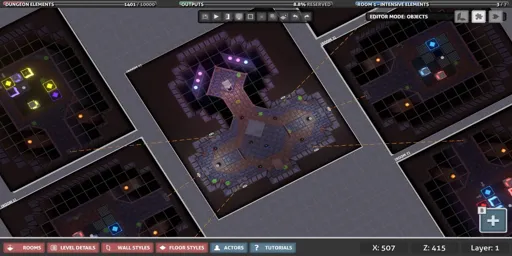 DUNGEON ELEMENTS
1401 / 10000
OUTPUTS
8.8% RESERVED
ROOM 1 - INTENSIVE ELEMENTS
EDITOR MODE: OBJECTS
ROOMS
LEVEL DETAILS
WALL STYLES
FLOOR STYLES
ACTORS
TUTORIALS
X: 507
Z: 415
Layer: 1